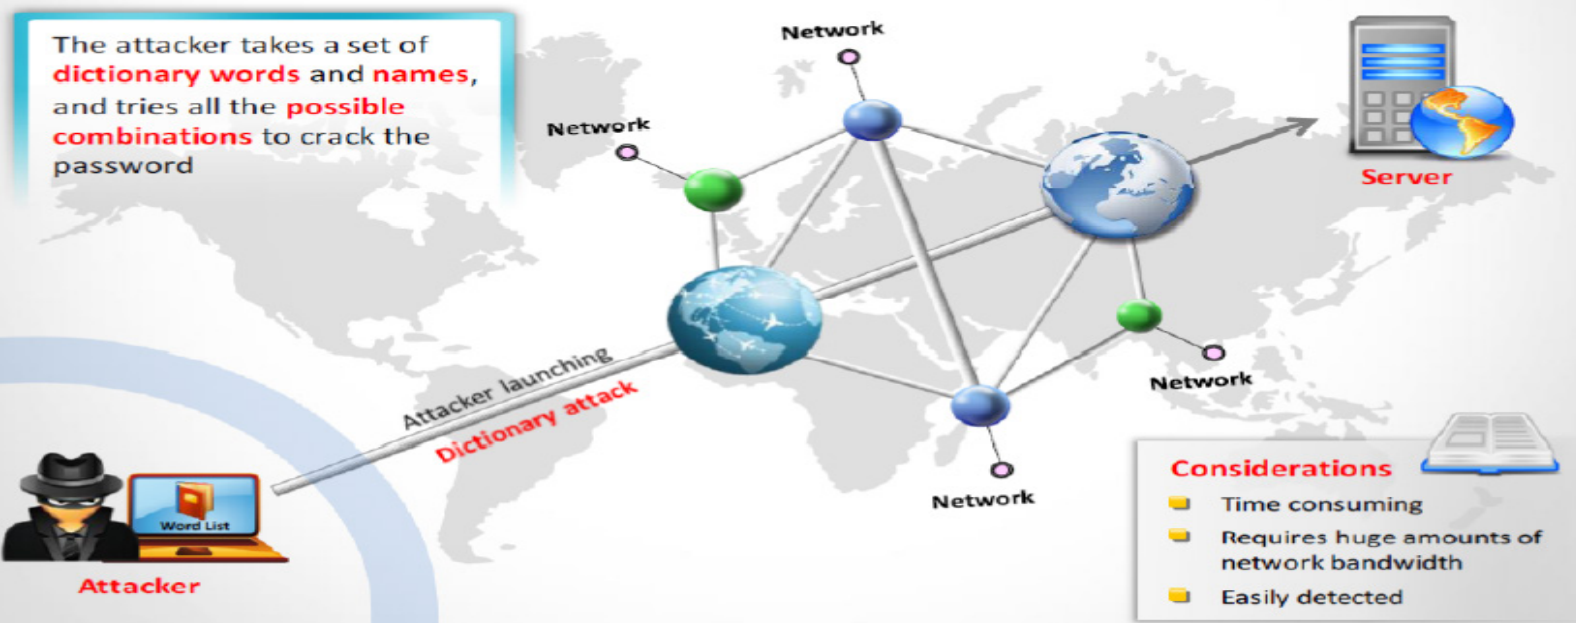 The attacker takes a set of
dictionary words and names,
and tries all the possible
combinations to crack the
password
Network
Network
Server
Attacker launching
Dictionary attack
Network
Network
Word List
Attacker
Considerations
Time consuming
Requires huge amounts of
network bandwidth
Easily detected